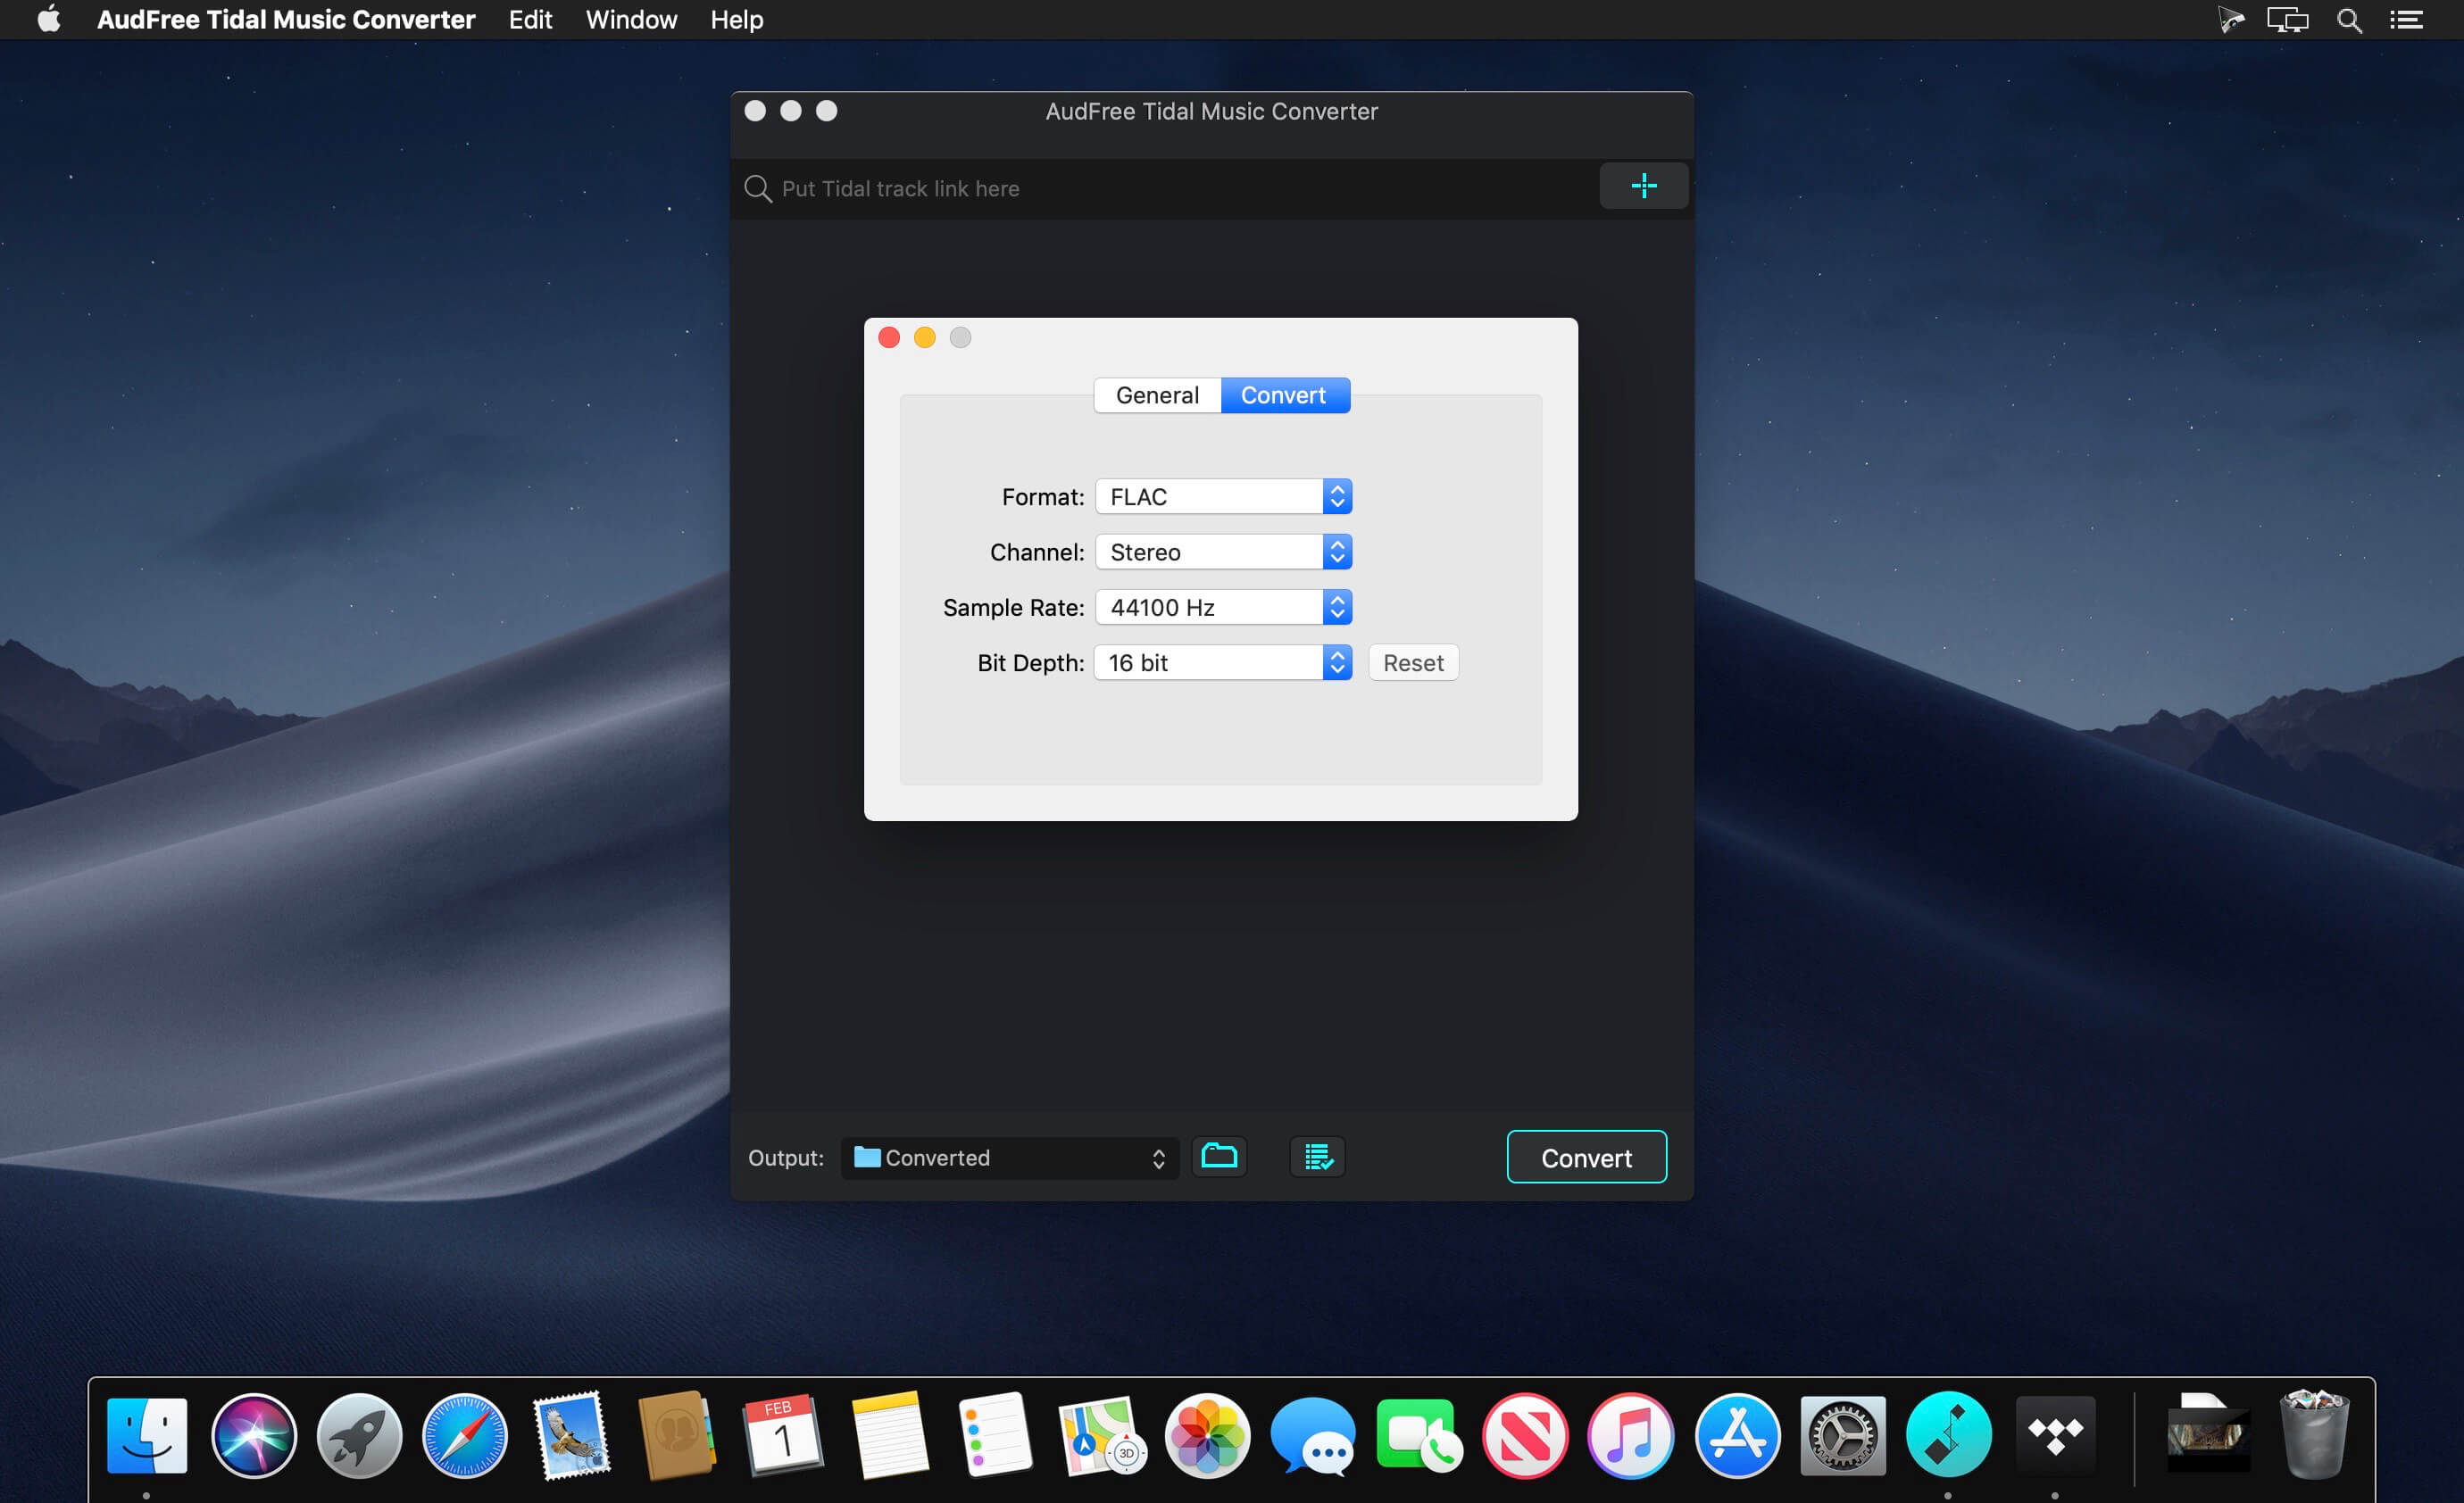 AudFree Tidal Music Converter Edit Window Help
AudFree Tidal Music Converter
Put Tidal track link here
General Convert
Format: FLAC
Channel: Stereo
Sample Rate: 44100 Hz
Bit Depth: 16 bit Reset
Output: Converted Convert
FEB
1
3D